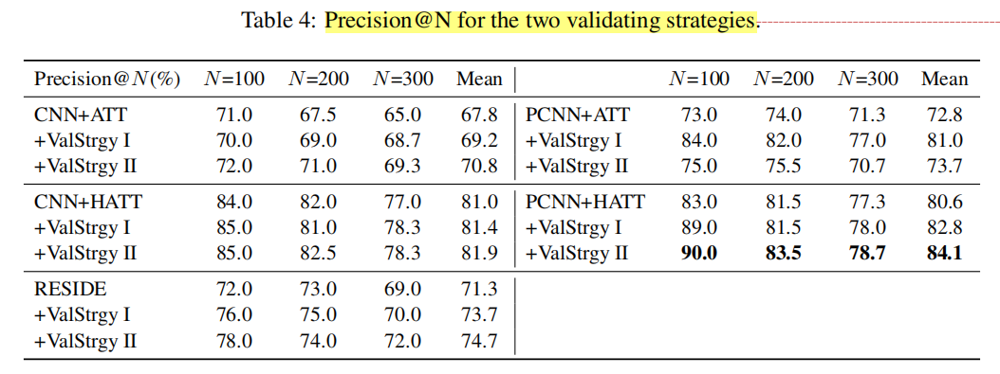 Table 4: Precision@N for the two validating strategies.
Precision@N(%) N=100 N=200 N=300 Mean N=100 N=200 N=300 Mean
CNN+ATT 71.0 67.5 65.0 67.8 PCNN+ATT 73.0 74.0 71.3 72.8
+ValStrgy I 70.0 69.0 68.7 69.2 +ValStrgy I 84.0 82.0 77.0 81.0
+ValStrgy II 72.0 71.0 69.3 70.8 +ValStrgy II 75.0 75.5 70.7 73.7
CNN+HATT 84.0 82.0 77.0 81.0 PCNN+HATT 83.0 81.5 77.3 80.6
+ValStrgy I 85.0 81.0 78.3 81.4 +ValStrgy I 89.0 81.5 78.0 82.8
+ValStrgy II 85.0 82.5 78.3 81.9 +ValStrgy II 90.0 83.5 78.7 84.1
RESIDE 72.0 73.0 69.0 71.3
+ValStrgy I 76.0 75.0 70.0 73.7
+ValStrgy II 78.0 74.0 72.0 74.7